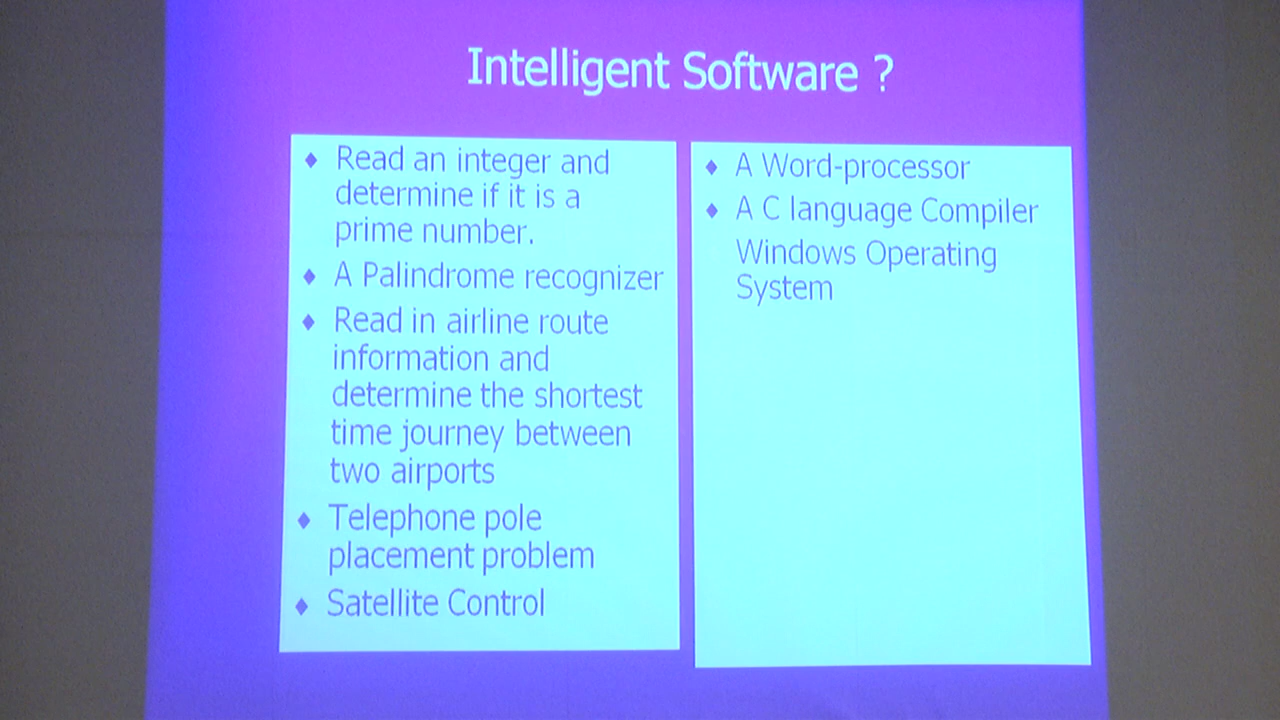 Intelligent Software ?
♦ Read an integer and
determine if it is a
prime number.
♦ A Palindrome recognizer
♦ Read in airline route
information and
determine the shortest
time journey between
two airports
♦ Telephone pole
placement problem
♦ Satellite Control
♦ A Word-processor
♦ A C language Compiler
Windows Operating
System